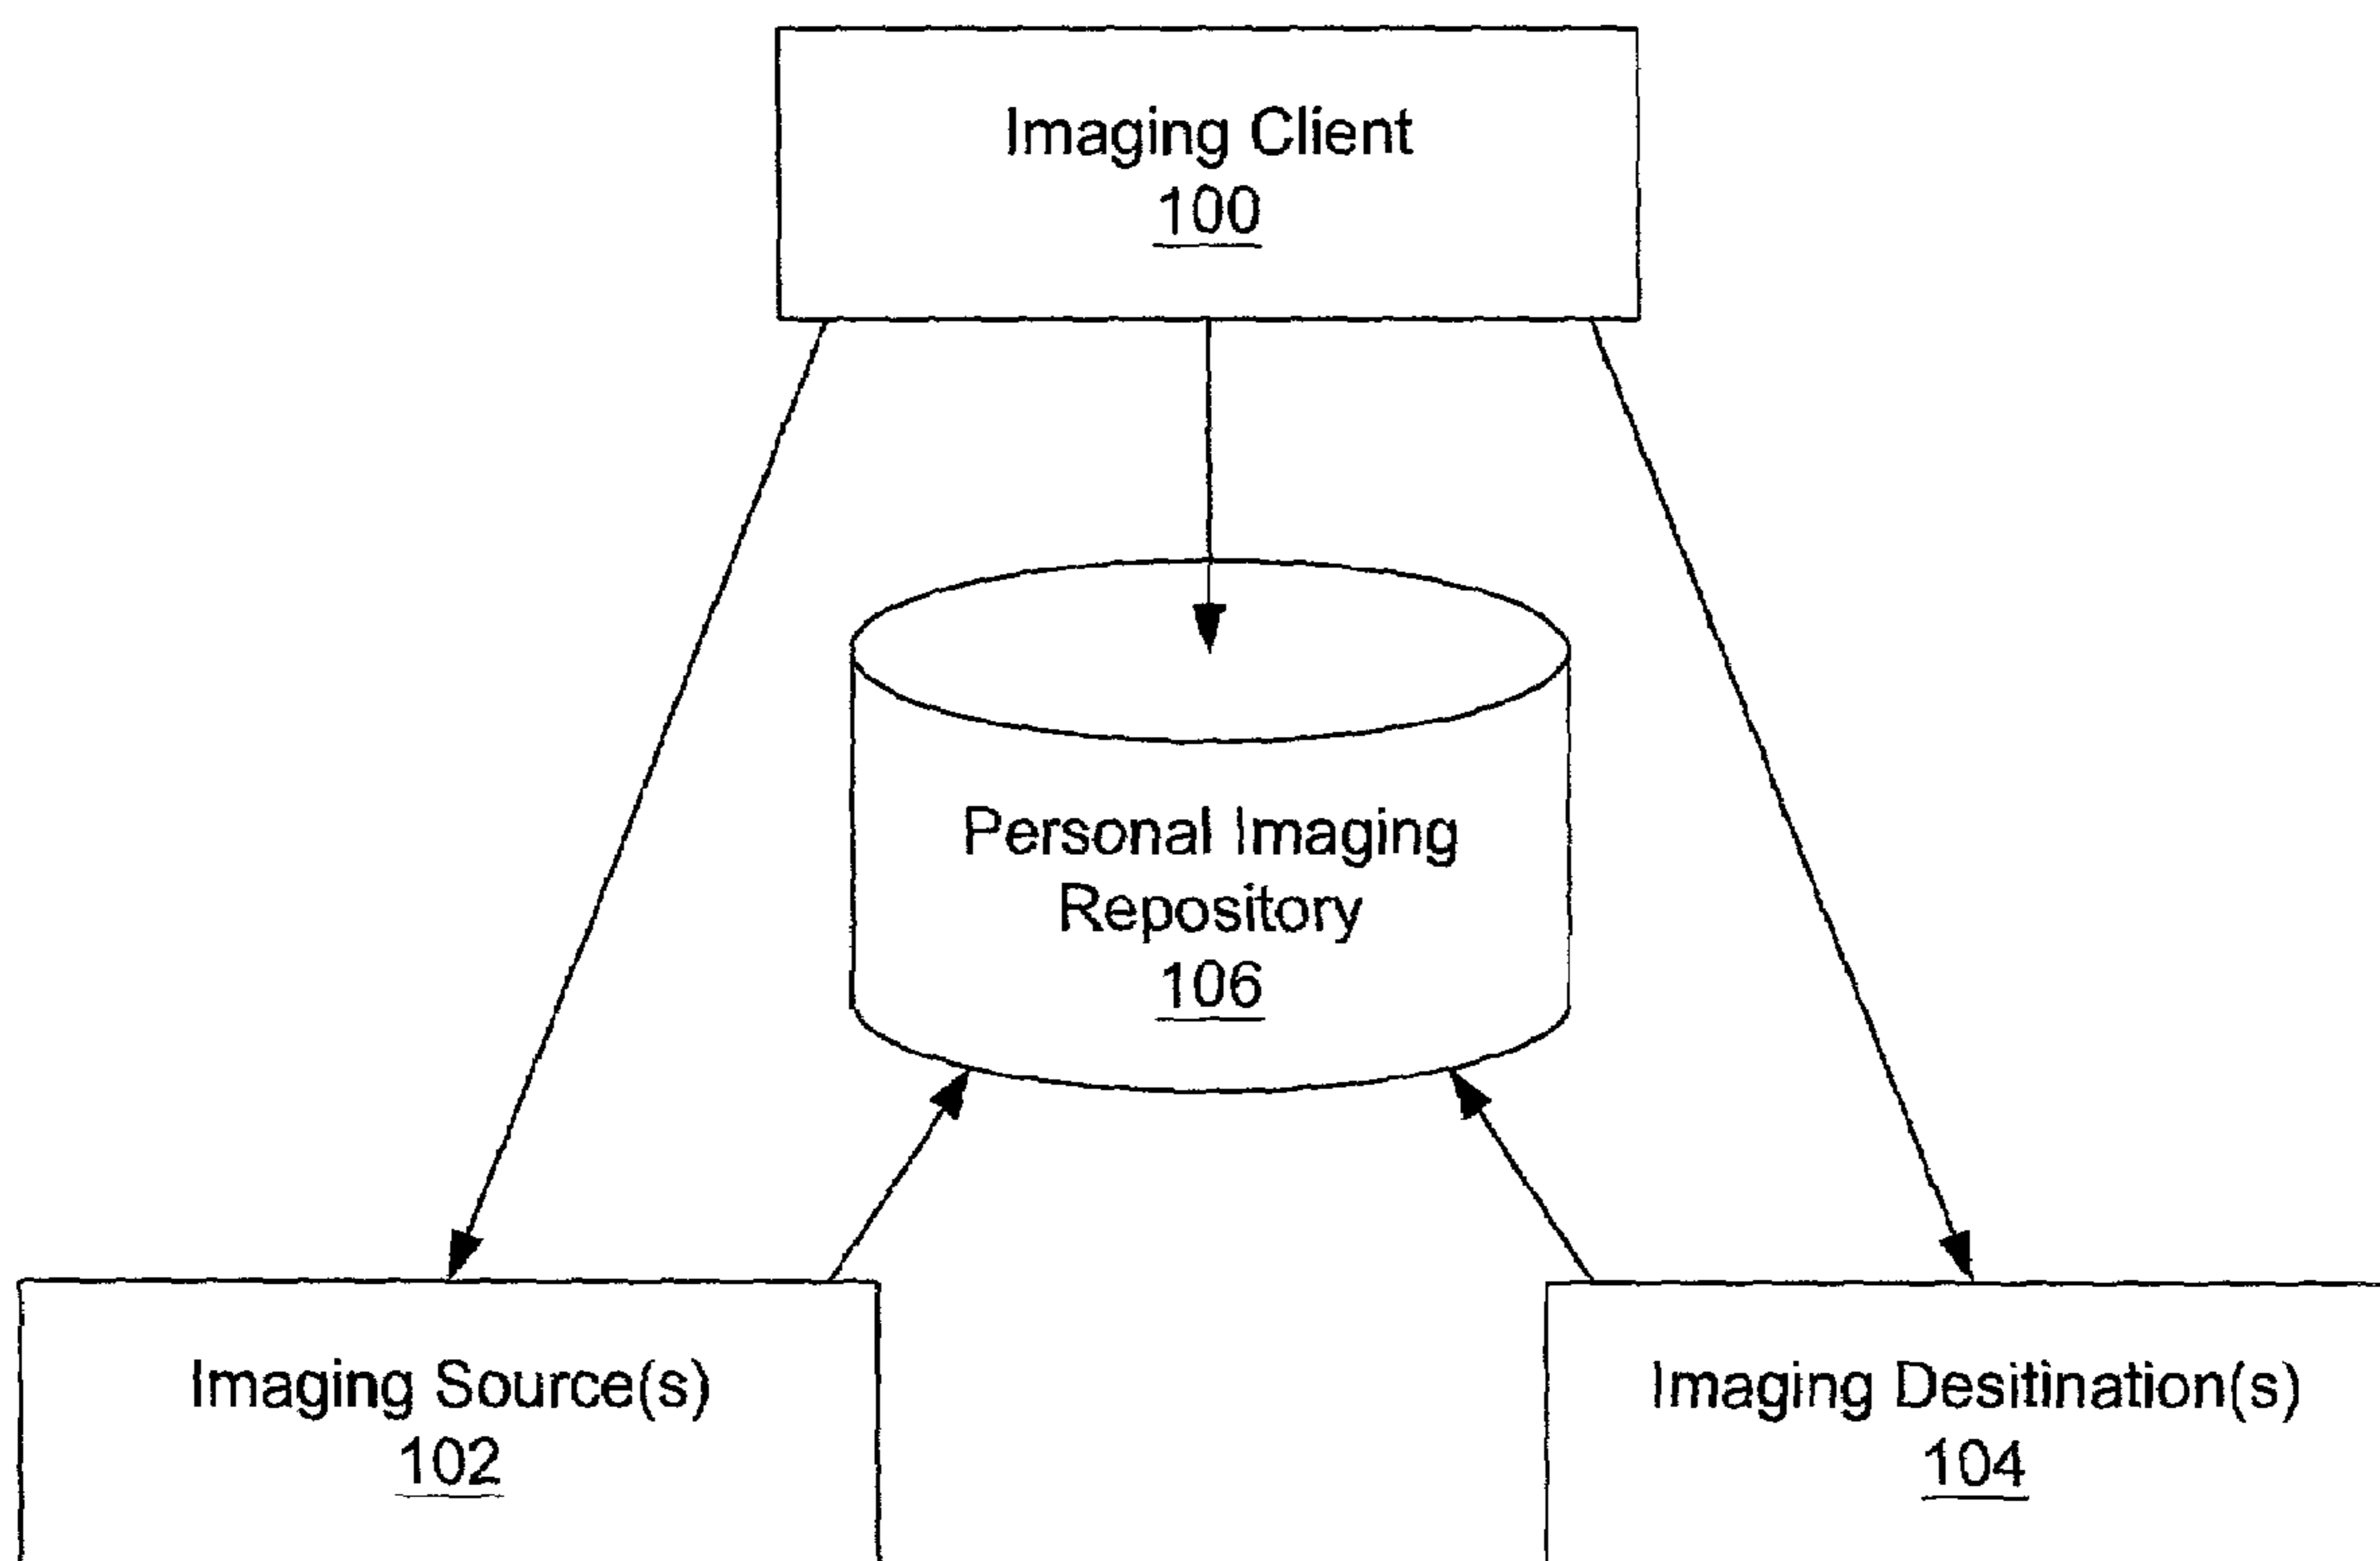 Imaging Client
100
Personal Imaging
Repository
106
Imaging Source(s)
102
Imaging Desitination(s)
104